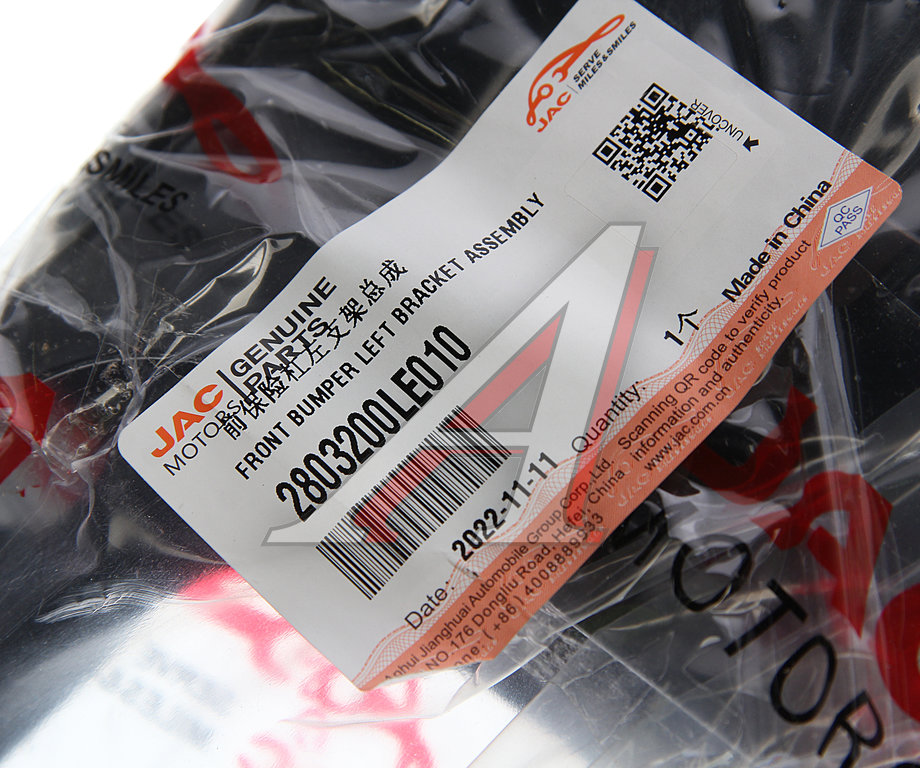 JAC
SERVE
MILES&SMILES
UNCOVER
JAC
MOTORS
GENUINE
PARTS
前保险杠左支架总成
FRONT BUMPER LEFT BRACKET ASSEMBLY
2803200LE010
Quantity:
1个
Made in China
QC
PASS
Date:
2022-11-11
Scanning QR code to verify product
information and authenticity.
www.jac.com.cn
Anhui Jianghuai Automobile Group Corp., Ltd.
NO.176 Dongliu Road, Hefei, China
(+86) 4008889933
SMILES
MOTOR